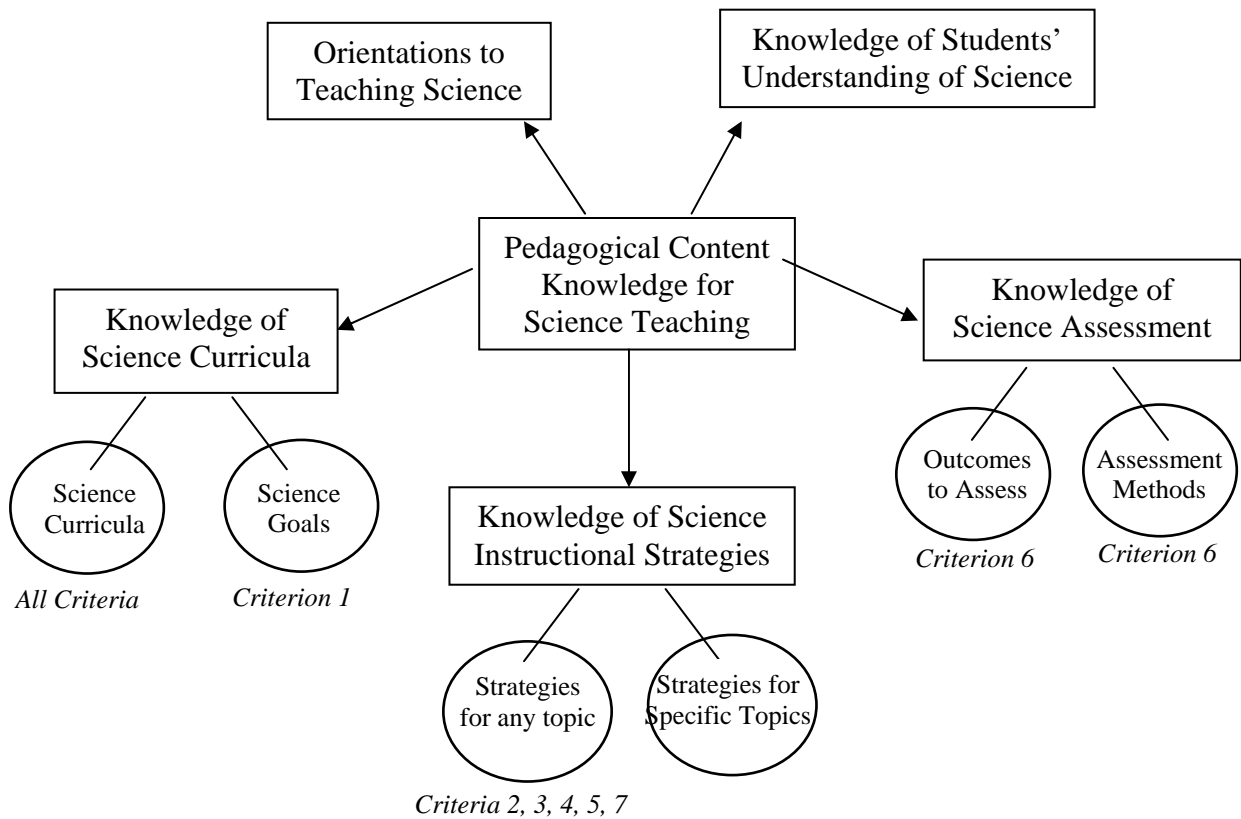 Orientations to
Teaching Science
Knowledge of Students’
Understanding of Science
Pedagogical Content
Knowledge for
Science Teaching
Knowledge of
Science Curricula
Knowledge of
Science Assessment
Science
Curricula
All Criteria
Science
Goals
Criterion 1
Knowledge of Science
Instructional Strategies
Outcomes
to Assess
Criterion 6
Assessment
Methods
Criterion 6
Strategies
for any topic
Criteria 2, 3, 4, 5, 7
Strategies for
Specific Topics